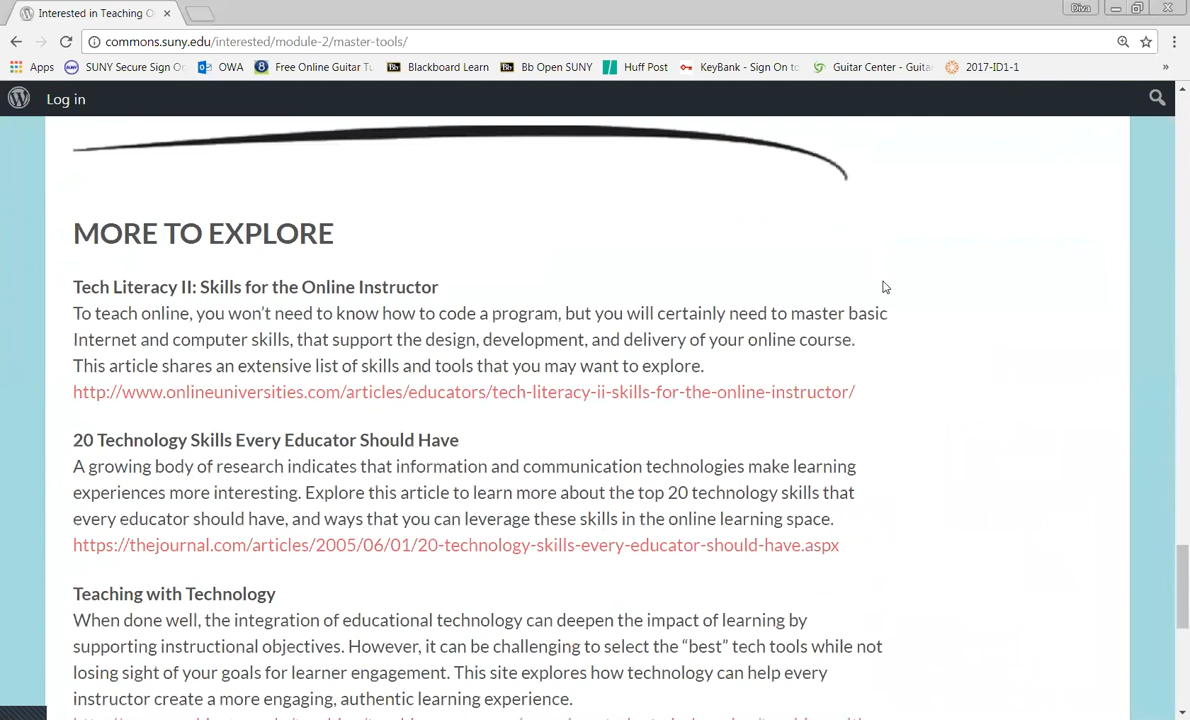 Interested in Teaching O
Diva
commons.suny.edu/interested/module-2/master-tools/
Apps
SUNY Secure Sign O
OWA
Free Online Guitar Tu
Blackboard Learn
Bb Open SUNY
Huff Post
KeyBank - Sign On to
Guitar Center - Guita
2017-ID1-1
»
Log in
MORE TO EXPLORE
Tech Literacy II: Skills for the Online Instructor
To teach online, you won’t need to know how to code a program, but you will certainly need to master basic
Internet and computer skills, that support the design, development, and delivery of your online course.
This article shares an extensive list of skills and tools that you may want to explore.
http://www.onlineuniversities.com/articles/educators/tech-literacy-ii-skills-for-the-online-instructor/
20 Technology Skills Every Educator Should Have
A growing body of research indicates that information and communication technologies make learning
experiences more interesting. Explore this article to learn more about the top 20 technology skills that
every educator should have, and ways that you can leverage these skills in the online learning space.
https://thejournal.com/articles/2005/06/01/20-technology-skills-every-educator-should-have.aspx
Teaching with Technology
When done well, the integration of educational technology can deepen the impact of learning by
supporting instructional objectives. However, it can be challenging to select the “best” tech tools while not
losing sight of your goals for learner engagement. This site explores how technology can help every
instructor create a more engaging, authentic learning experience.